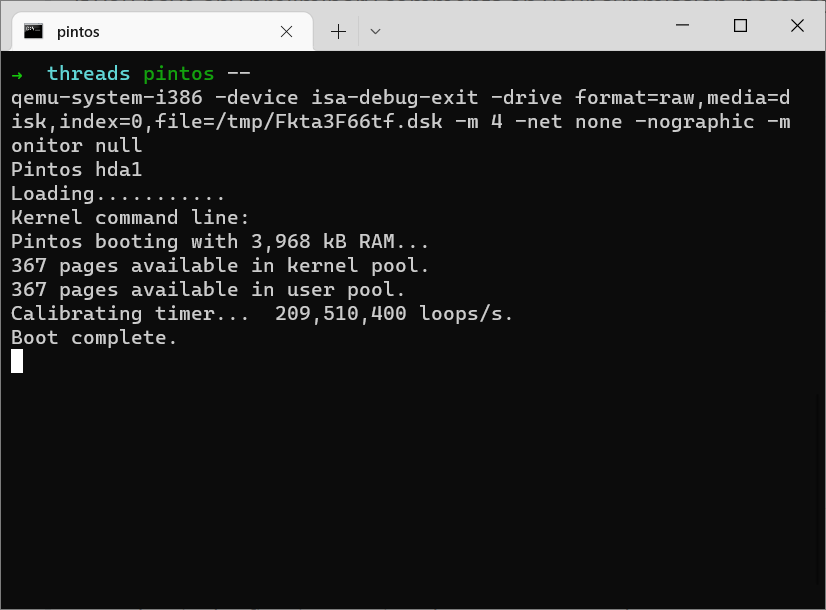 pintos
→ threads pintos --
qemu-system-i386 -device isa-debug-exit -drive format=raw,media=d
isk,index=0,file=/tmp/Fkta3F66tf.dsk -m 4 -net none -nographic -m
onitor null
Pintos hda1
Loading...........
Kernel command line:
Pintos booting with 3,968 kB RAM...
367 pages available in kernel pool.
367 pages available in user pool.
Calibrating timer...  209,510,400 loops/s.
Boot complete.